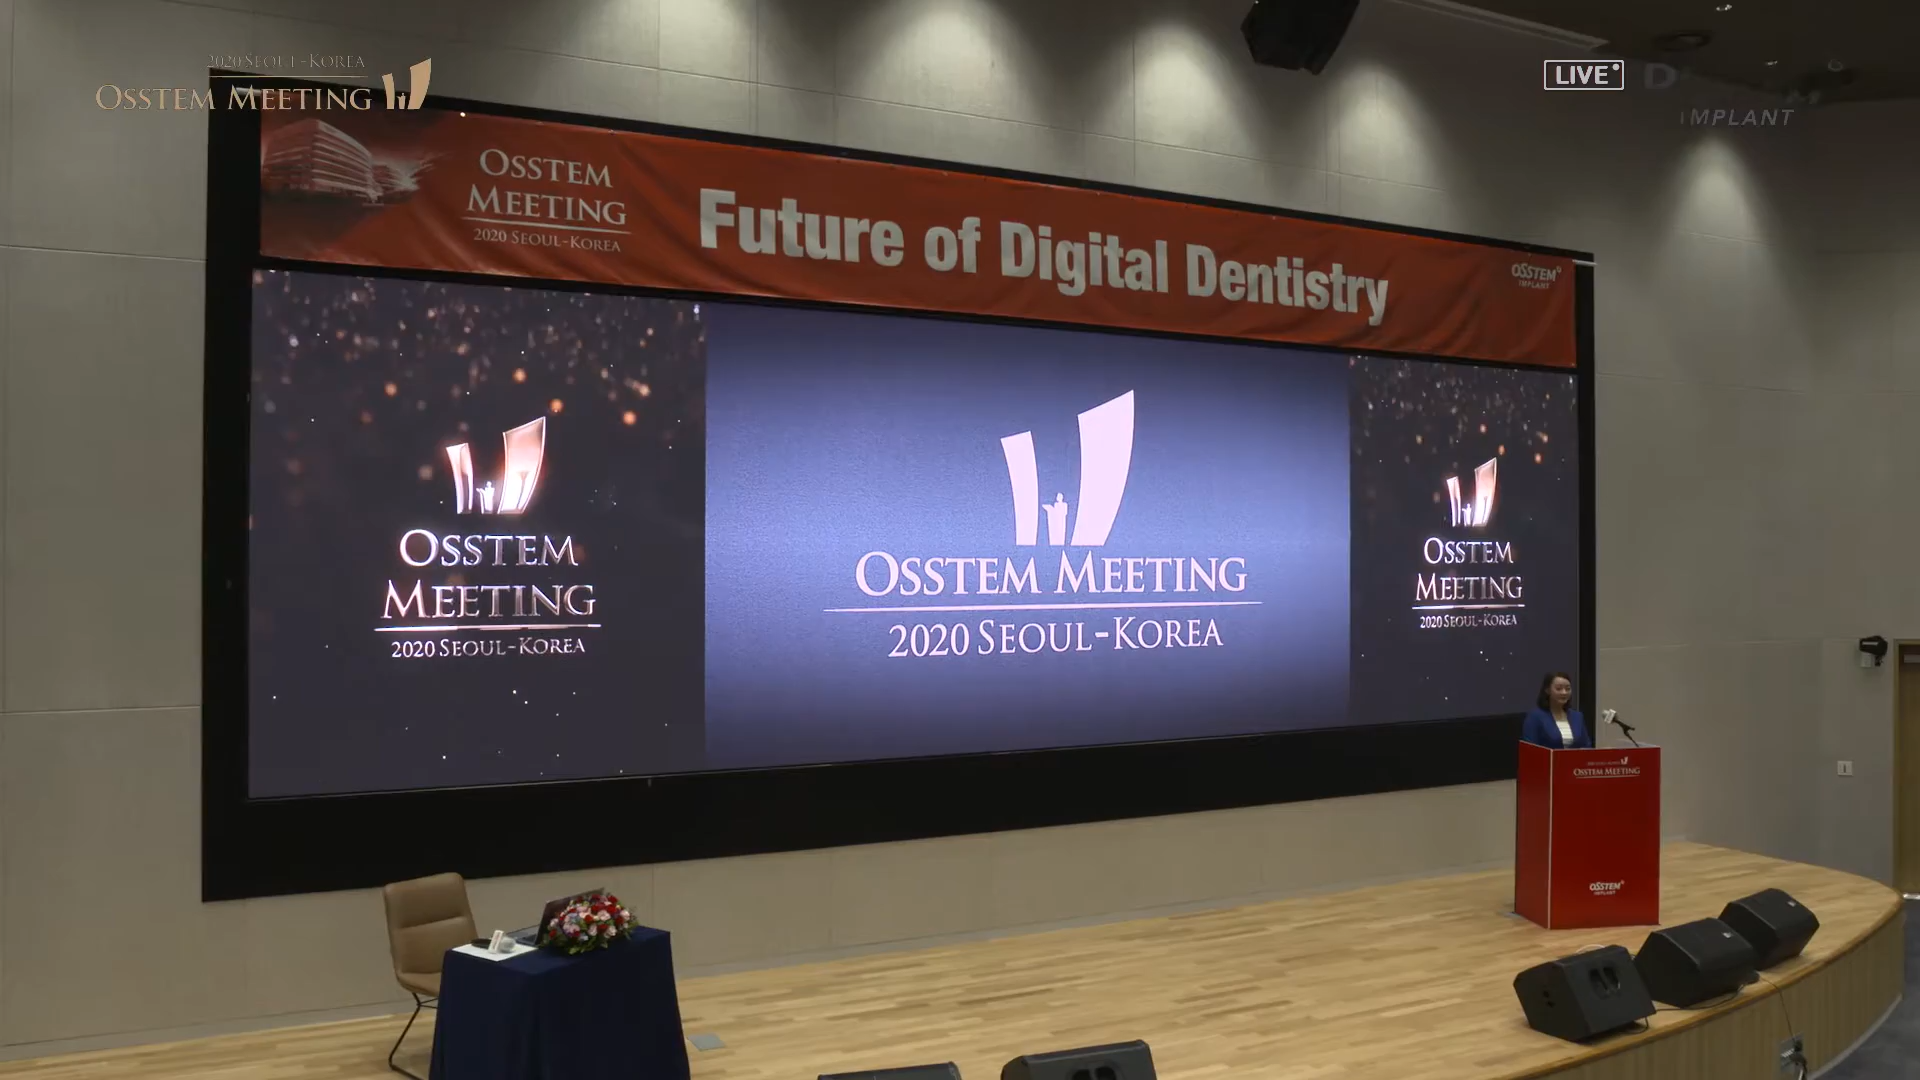 2020 SEOUL-KOREA
OSSTEM MEETING
LIVE
IMPLANT
OSSTEM
MEETING
2020 SEOUL-KOREA
Future of Digital Dentistry
OSSTEM
IMPLANT
OSSTEM
MEETING
2020 SEOUL-KOREA
OSSTEM MEETING
2020 SEOUL-KOREA
OSSTEM
MEETING
2020 SEOUL-KOREA
OSSTEM MEETING
OSSTEM
IMPLANT